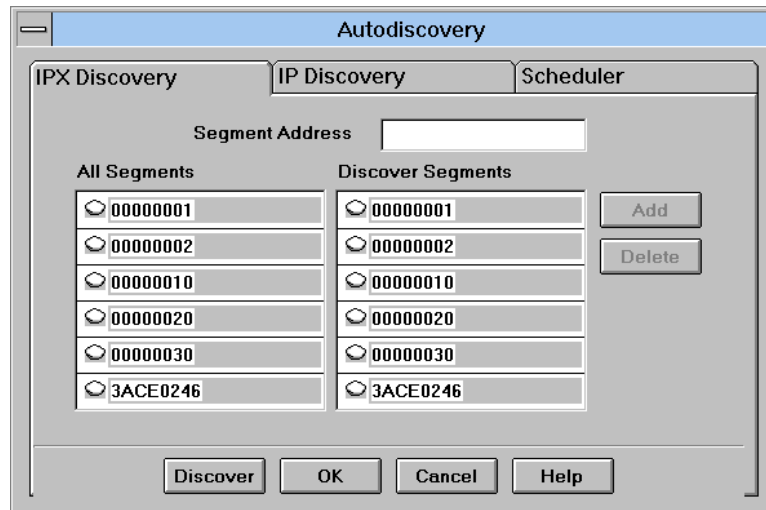 Autodiscovery
IPX Discovery IP Discovery Scheduler
Segment Address
All Segments Discover Segments
00000001 00000001 Add
00000002 00000002 Delete
00000010 00000010
00000020 00000020
00000030 00000030
3ACE0246 3ACE0246
Discover OK Cancel Help